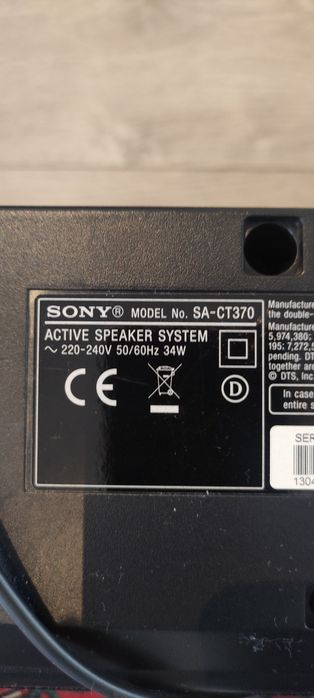 SONY® MODEL No. SA-CT370
ACTIVE SPEAKER SYSTEM
~ 220-240V 50/60Hz 34W
CE
D
Manufacture
the double-
Manufacture
5,974,380;
195; 7,272,5
pending. DT
together are
© DTS, Inc
In case
entire s
SER
1304